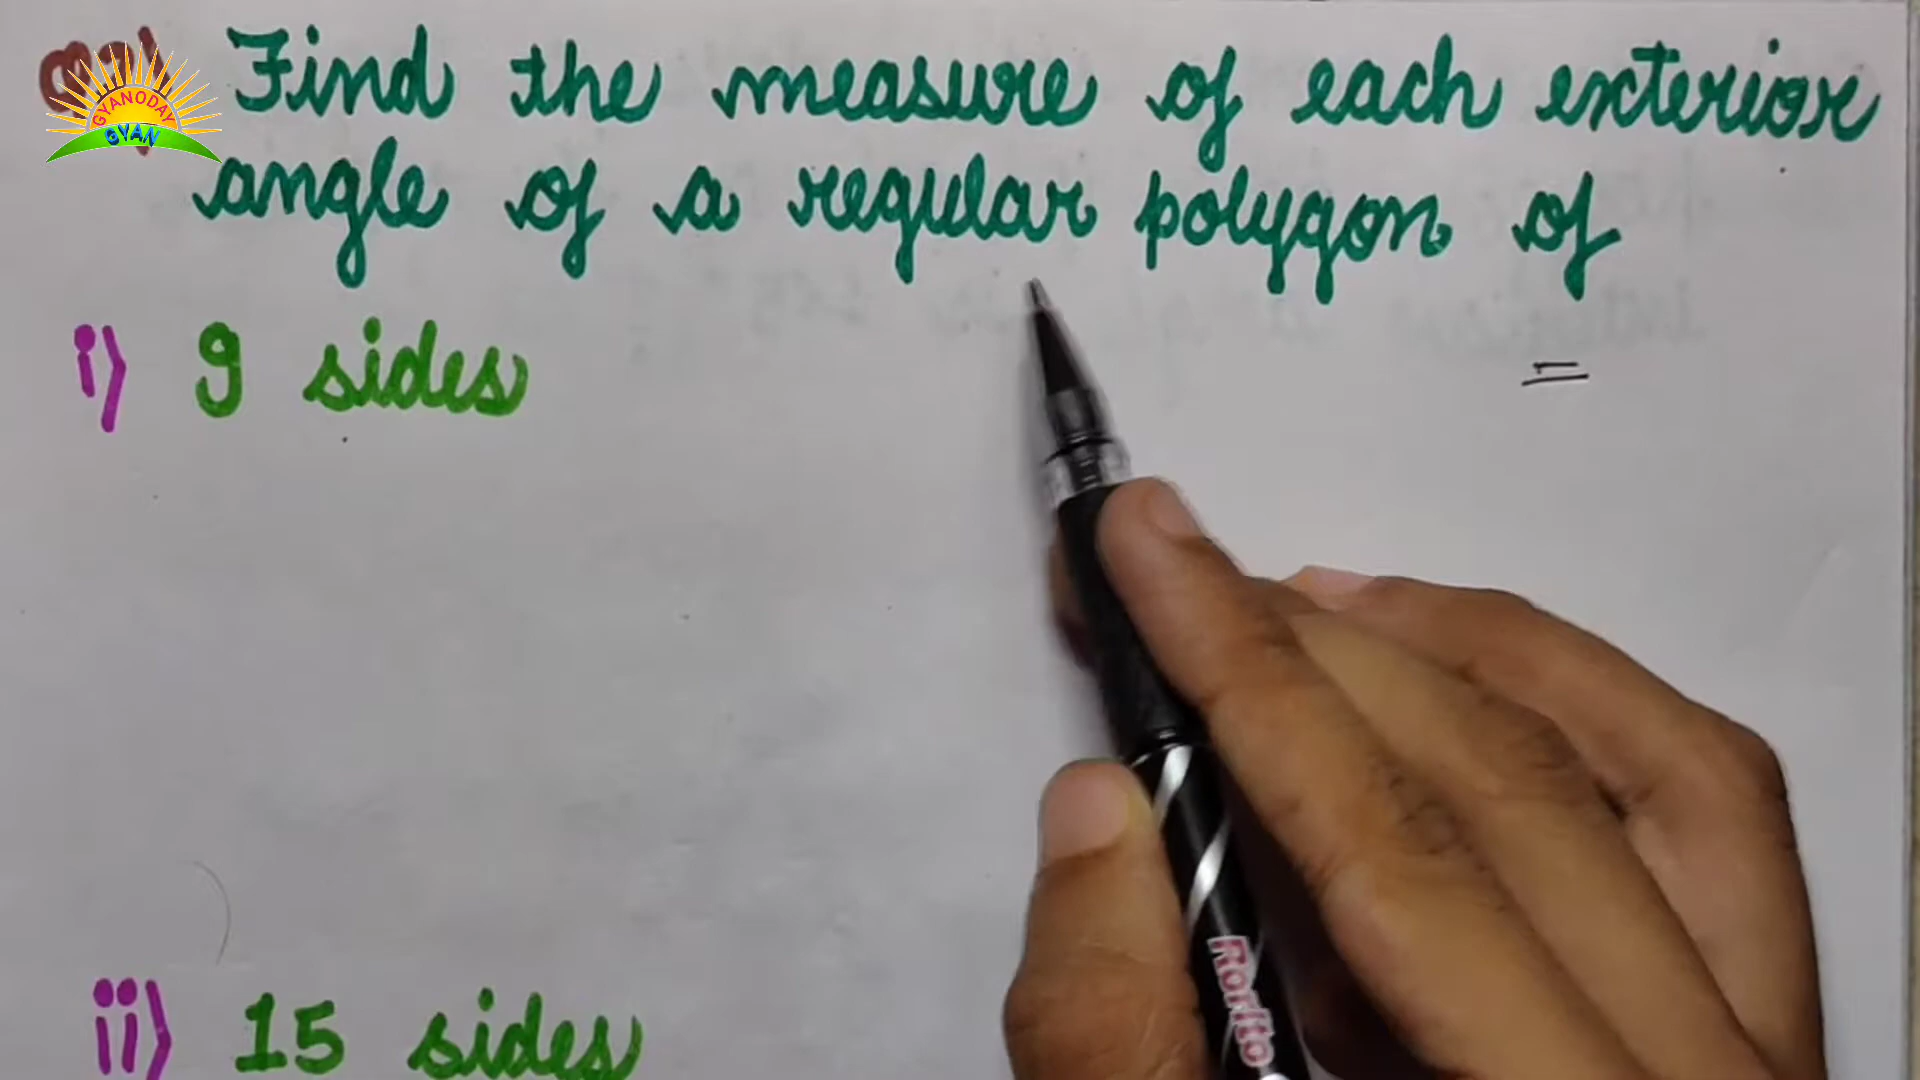 GYANODAY
GYAN
Find the measure of each exterior
angle of a regular polygon of
i) 9 sides
ii) 15 sides
Rorito